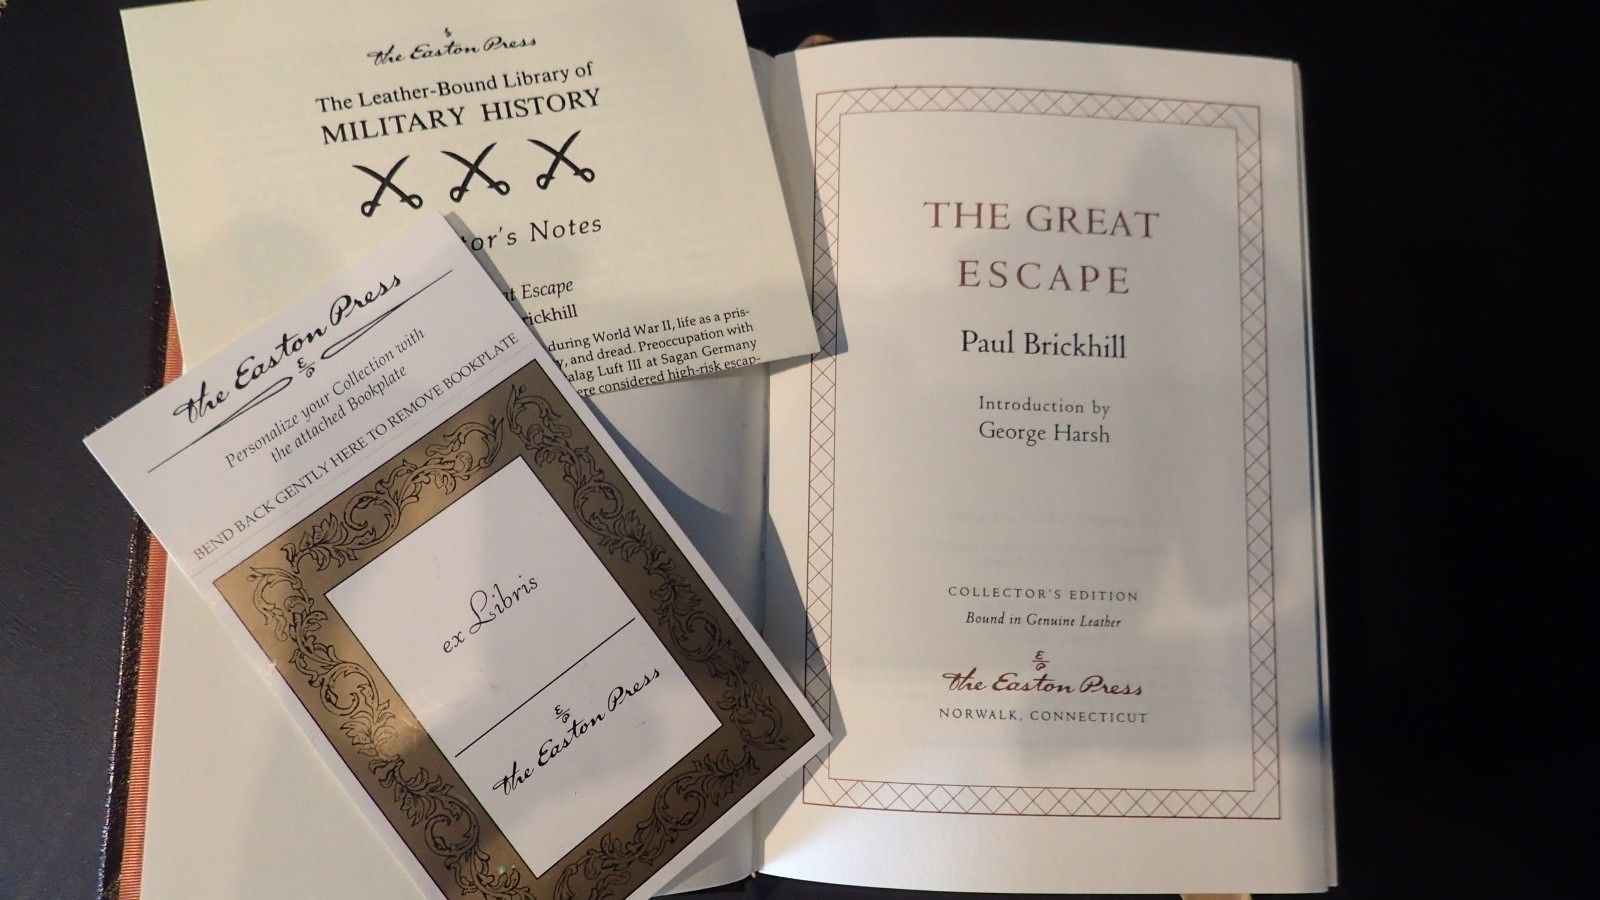 the Easton Press
The Leather-Bound Library of
MILITARY HISTORY
tor's Notes
at Escape
rickhill
during World War II, life as a pris-
y, and dread. Preoccupation with
alag Luft III at Sagan Germany
ere considered high-risk escap-
the Easton Press
Personalize your Collection with
the attached Bookplate
BEND BACK GENTLY HERE TO REMOVE BOOKPLATE
ex Libris
the Easton Press
THE GREAT
ESCAPE
Paul Brickhill
Introduction by
George Harsh
COLLECTOR'S EDITION
Bound in Genuine Leather
the Easton Press
NORWALK, CONNECTICUT